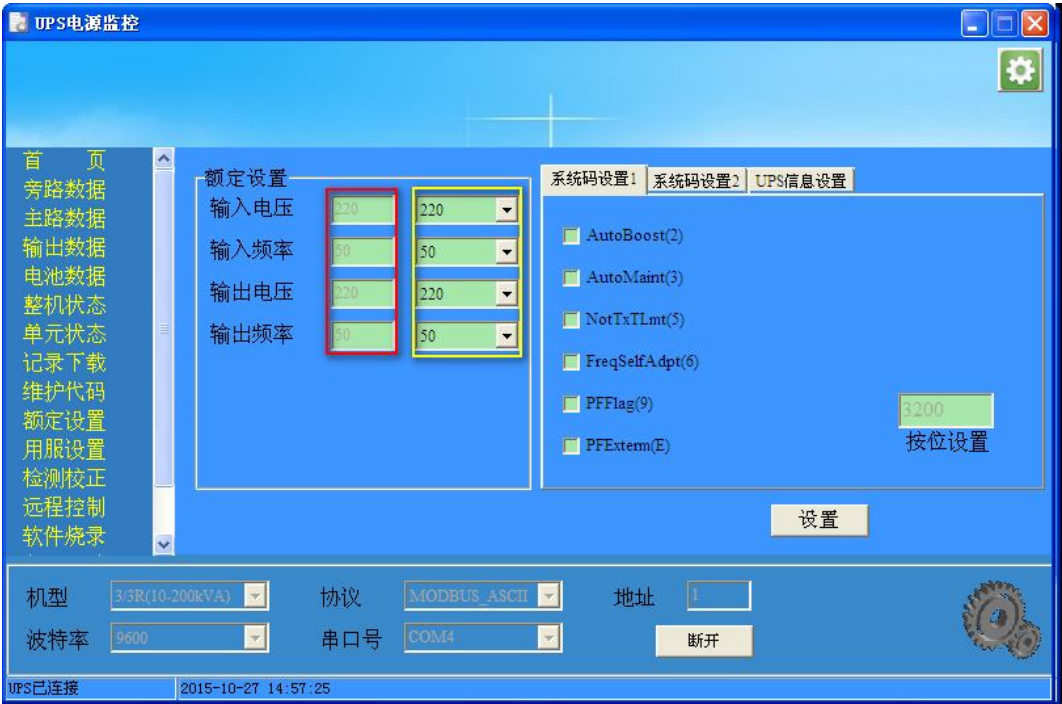 UPS电源监控
首 页
旁路数据
主路数据
输出数据
电池数据
整机状态
单元状态
记录下载
维护代码
额定设置
用服设置
检测校正
远程控制
软件烧录
额定设置
输入电压 220 220
输入频率 50 50
输出电压 220 220
输出频率 50 50
系统码设置1 系统码设置2 UPS信息设置
AutoBoost(2)
AutoMaint(3)
NotTxTLmt(5)
FreqSelfAdpt(6)
PFFlag(9)
PFExterm(E)
3200
按位设置
设置
机型 3/3R(10-200kVA) 协议 MODBUS_ASCII 地址 1
波特率 9600 串口号 COM4 断开
UPS已连接 2015-10-27 14:57:25